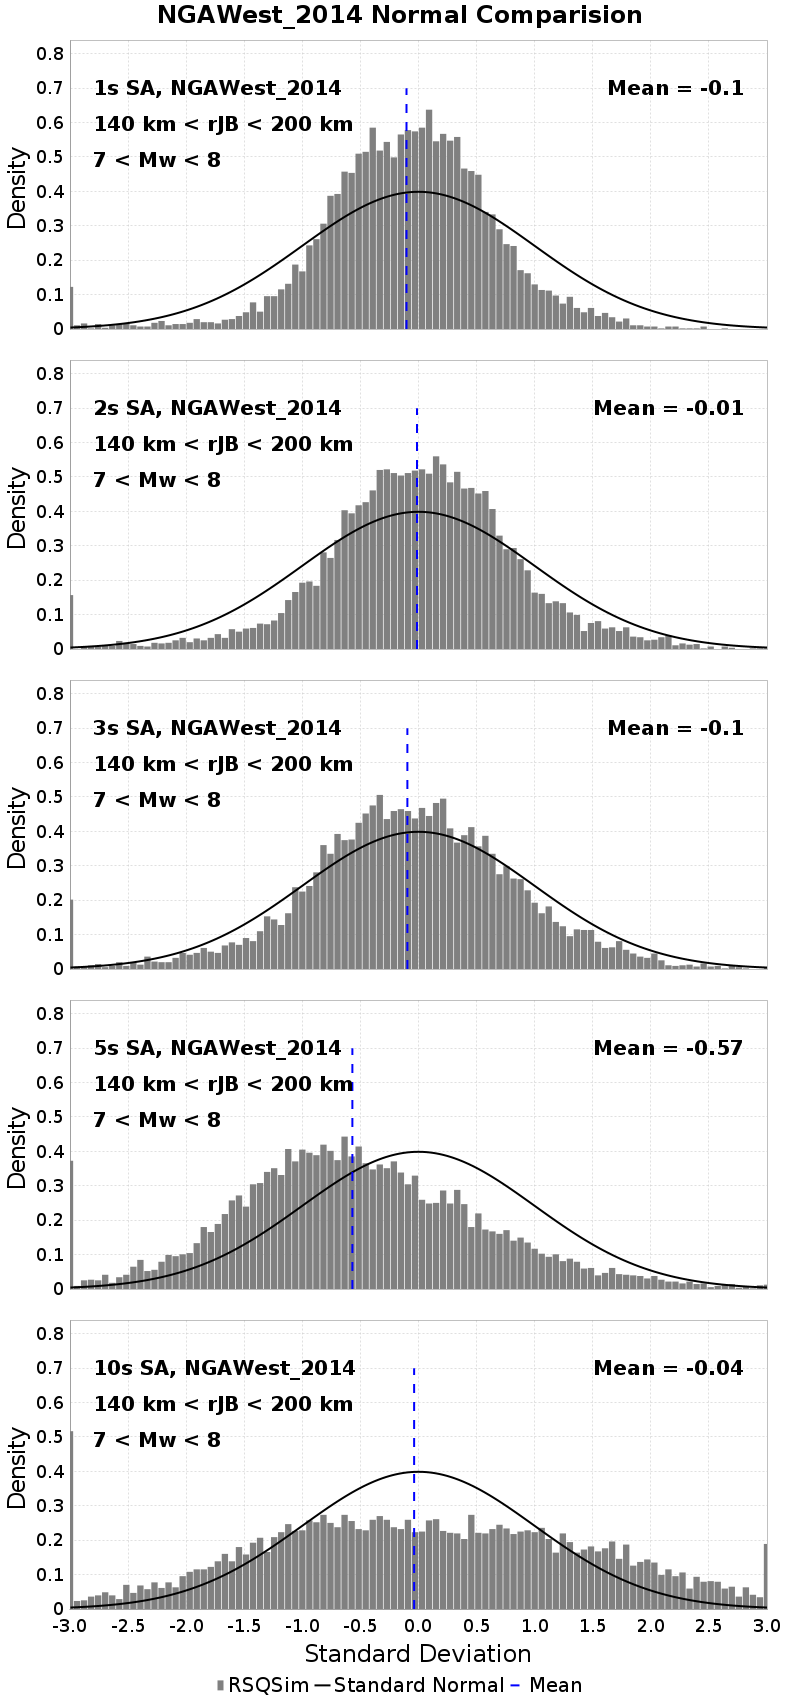 NGAWest_2014 Normal Comparision
0.8
0.7
0.6
0.5
0.4
0.3
0.2
0.1
0
Density
1s SA, NGAWest_2014
Mean = -0.1
140 km < rJB < 200 km
7 < Mw < 8
0.8
0.7
0.6
0.5
0.4
0.3
0.2
0.1
0
Density
2s SA, NGAWest_2014
Mean = -0.01
140 km < rJB < 200 km
7 < Mw < 8
0.8
0.7
0.6
0.5
0.4
0.3
0.2
0.1
0
Density
3s SA, NGAWest_2014
Mean = -0.1
140 km < rJB < 200 km
7 < Mw < 8
0.8
0.7
0.6
0.5
0.4
0.3
0.2
0.1
0
Density
5s SA, NGAWest_2014
Mean = -0.57
140 km < rJB < 200 km
7 < Mw < 8
0.8
0.7
0.6
0.5
0.4
0.3
0.2
0.1
0
Density
10s SA, NGAWest_2014
Mean = -0.04
140 km < rJB < 200 km
7 < Mw < 8
-3.0 -2.5 -2.0 -1.5 -1.0 -0.5 0.0 0.5 1.0 1.5 2.0 2.5 3.0
Standard Deviation
RSQSim Standard Normal Mean